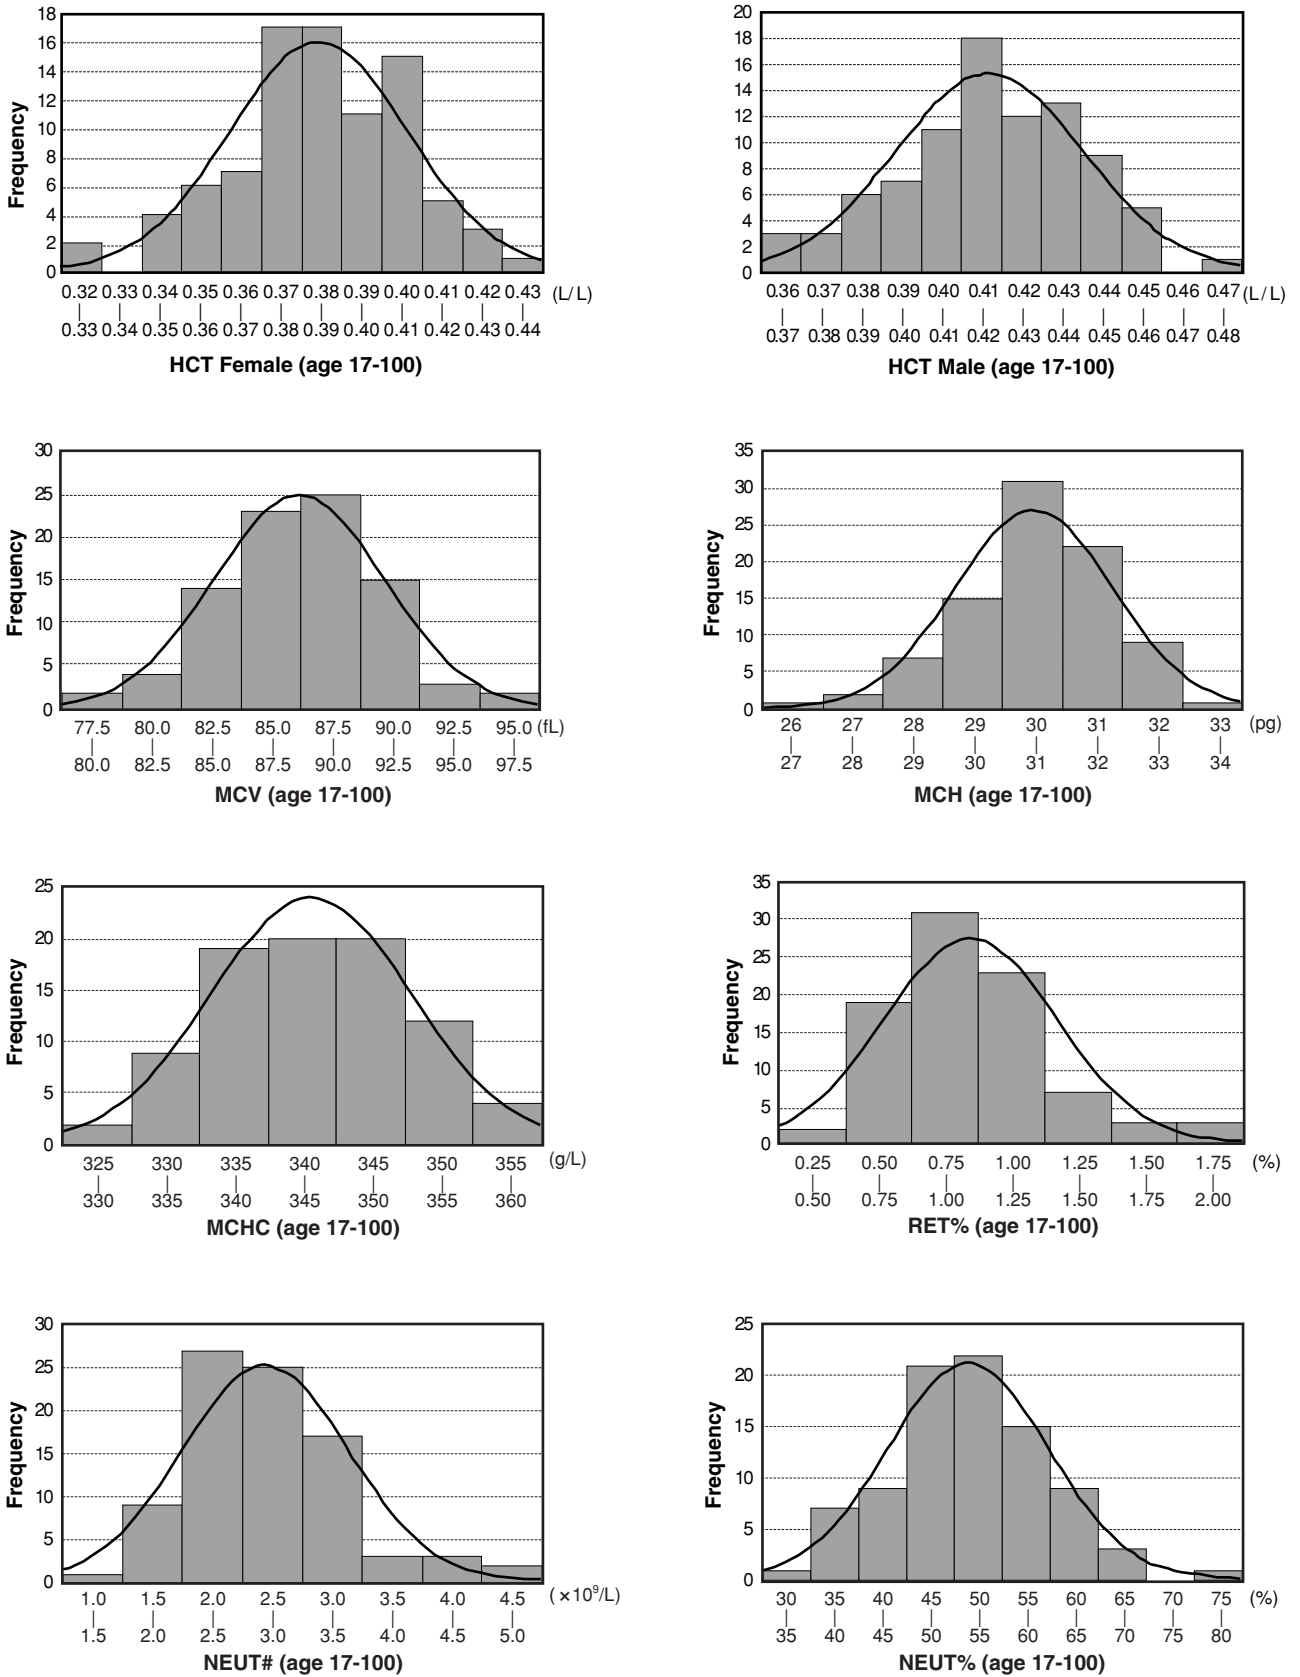 18
16
14
12
10
8
6
4
2
0
Frequency
0.32 0.33 0.34 0.35 0.36 0.37 0.38 0.39 0.40 0.41 0.42 0.43 (L/L)
0.33 0.34 0.35 0.36 0.37 0.38 0.39 0.40 0.41 0.42 0.43 0.44
HCT Female (age 17-100)
20
18
16
14
12
10
8
6
4
2
0
Frequency
0.36 0.37 0.38 0.39 0.40 0.41 0.42 0.43 0.44 0.45 0.46 0.47 (L/L)
0.37 0.38 0.39 0.40 0.41 0.42 0.43 0.44 0.45 0.46 0.47 0.48
HCT Male (age 17-100)
30
25
20
15
10
5
0
Frequency
77.5 80.0 82.5 85.0 87.5 90.0 92.5 95.0 (fL)
80.0 82.5 85.0 87.5 90.0 92.5 95.0 97.5
MCV (age 17-100)
35
30
25
20
15
10
5
0
Frequency
26 27 28 29 30 31 32 33 (pg)
27 28 29 30 31 32 33 34
MCH (age 17-100)
25
20
15
10
5
0
Frequency
325 330 335 340 345 350 355 (g/L)
330 335 340 345 350 355 360
MCHC (age 17-100)
35
30
25
20
15
10
5
0
Frequency
0.25 0.50 0.75 1.00 1.25 1.50 1.75 (%)
0.50 0.75 1.00 1.25 1.50 1.75 2.00
RET% (age 17-100)
30
25
20
15
10
5
0
Frequency
1.0 1.5 2.0 2.5 3.0 3.5 4.0 4.5 (×10⁹/L)
1.5 2.0 2.5 3.0 3.5 4.0 4.5 5.0
NEUT# (age 17-100)
25
20
15
10
5
0
Frequency
30 35 40 45 50 55 60 65 70 75 (%)
35 40 45 50 55 60 65 70 75 80
NEUT% (age 17-100)